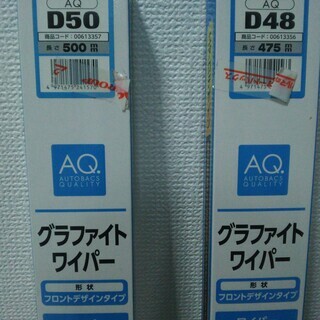 AQ
D50
商品コード：00613357
長さ 500 m
AQ.
AUTOBACS
QUALITY
グラファイト
ワイパー
形状
フロントデザインタイプ
AQ
D48
商品コード：00613356
長さ 475 m
AQ.
AUTOBACS
QUALITY
グラファイト
ワイパー
形状
フロントデザインタイプ